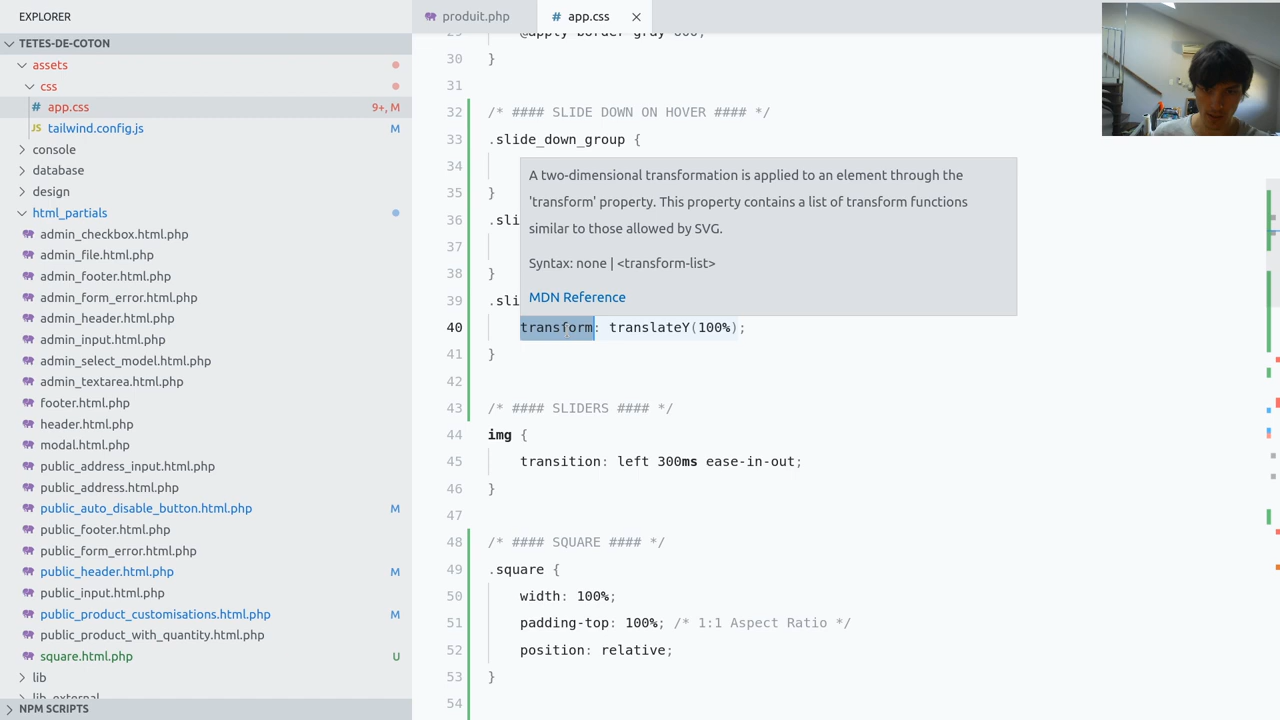 EXPLORER
TETES-DE-COTON
assets
css
app.css 9+, M
tailwind.config.js M
console
database
design
html_partials
admin_checkbox.html.php
admin_file.html.php
admin_footer.html.php
admin_form_error.html.php
admin_header.html.php
admin_input.html.php
admin_select_model.html.php
admin_textarea.html.php
footer.html.php
header.html.php
modal.html.php
public_address_input.html.php
public_address.html.php
public_auto_disable_button.html.php M
public_footer.html.php
public_form_error.html.php
public_header.html.php M
public_input.html.php
public_product_customisations.html.php M
public_product_with_quantity.html.php
square.html.php U
lib
lib_external
NPM SCRIPTS
produit.php
app.css
30 }
31
32 /* #### SLIDE DOWN ON HOVER #### */
33 .slide_down_group {
34
35 }
36 .sli
37
38 }
39 .sli
A two-dimensional transformation is applied to an element through the
'transform' property. This property contains a list of transform functions
similar to those allowed by SVG.
Syntax: none | <transform-list>
MDN Reference
40 transform: translateY(100%);
41 }
42
43 /* #### SLIDERS #### */
44 img {
45 transition: left 300ms ease-in-out;
46 }
47
48 /* #### SQUARE #### */
49 .square {
50 width: 100%;
51 padding-top: 100%; /* 1:1 Aspect Ratio */
52 position: relative;
53 }
54